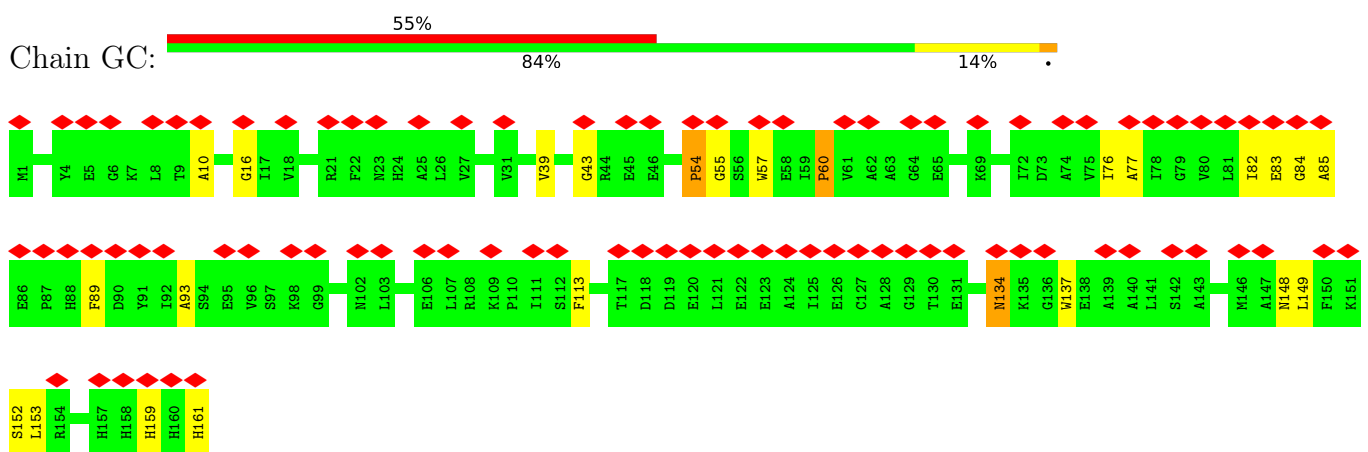 55%
Chain GC:
84% 14% •
M1 Y4 E5 G6 K7 L8 T9 A10 G16 I17 V18 R21 F22 N23 H24 A25 L26 V27 V31 V39 G43 R44 E45 E46 P54 G55 S56 W57 E58 I59 P60 V61 A62 A63 G64 E65 K69 I72 D73 A74 V75 I76 A77 I78 G79 V80 L81 I82 E83 G84 A85
E86 P87 H88 F89 D90 Y91 I92 A93 S94 E95 V96 S97 K98 G99 N102 L103 E106 L107 R108 K109 P110 I111 S112 F113 T117 D118 D119 E120 L121 E122 E123 A124 I125 E126 C127 A128 G129 T130 E131 N134 K135 G136 W137 E138 A139 A140 L141 S142 A143 M146 A147 N148 L149 F150 K151
S152 L153 R154 H157 H158 H159 H160 H161